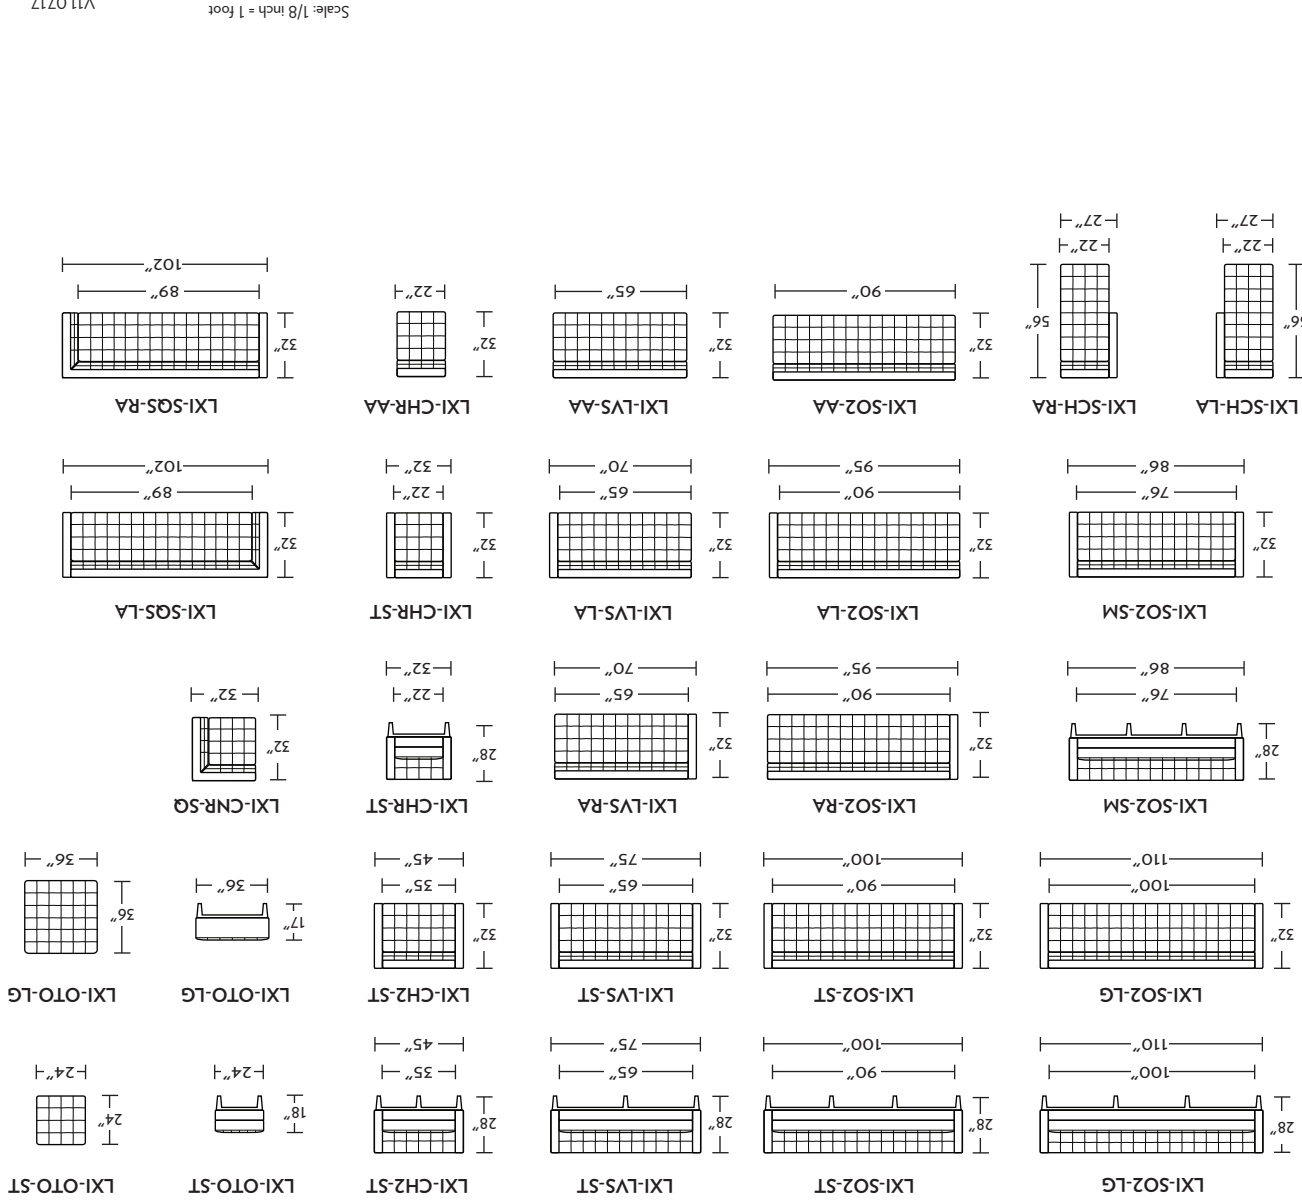 LXI-SO2-LG
28"
100"
110"
LXI-SO2-ST
28"
90"
100"
LXI-LVS-ST
28"
65"
75"
LXI-CH2-ST
28"
35"
45"
LXI-OTO-ST
18"
24"
LXI-OTO-ST
24"
24"
LXI-SO2-LG
32"
100"
110"
LXI-SO2-ST
32"
90"
100"
LXI-LVS-ST
32"
65"
75"
LXI-CH2-ST
32"
35"
45"
LXI-OTO-LG
17"
36"
LXI-OTO-LG
36"
36"
LXI-SO2-SM
28"
76"
86"
LXI-SO2-RA
32"
90"
95"
LXI-LVS-RA
32"
65"
70"
LXI-CHR-ST
28"
22"
32"
LXI-CNR-SQ
32"
32"
LXI-SO2-SM
32"
76"
86"
LXI-SO2-LA
32"
90"
95"
LXI-LVS-LA
32"
65"
70"
LXI-CHR-ST
32"
22"
32"
LXI-SQS-LA
32"
89"
102"
LXI-SCH-LA
22"
27"
LXI-SCH-RA
56"
22"
27"
LXI-SO2-AA
32"
90"
LXI-LVS-AA
32"
65"
LXI-CHR-AA
32"
22"
LXI-SQS-RA
32"
89"
102"
Scale: 1/8 inch = 1 foot